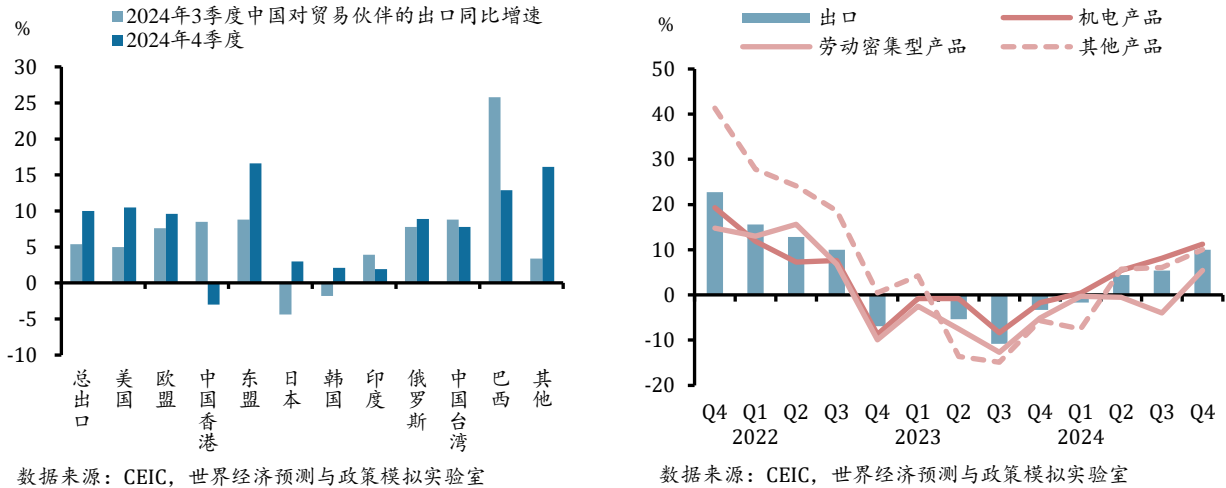 2024年3季度中国对贸易伙伴的出口同比增速
2024年4季度
%
30
25
20
15
10
5
0
-5
-10
总出口
美国
欧盟
中国香港
东盟
日本
韩国
印度
俄罗斯
中国台湾
巴西
其他
数据来源：CEIC，世界经济预测与政策模拟实验室
出口
机电产品
劳动密集型产品
其他产品
%
50
40
30
20
10
0
-10
-20
Q4 Q1 Q2 Q3 Q4 Q1 Q2 Q3 Q4 Q1 Q2 Q3 Q4
2022 2023 2024
数据来源：CEIC，世界经济预测与政策模拟实验室